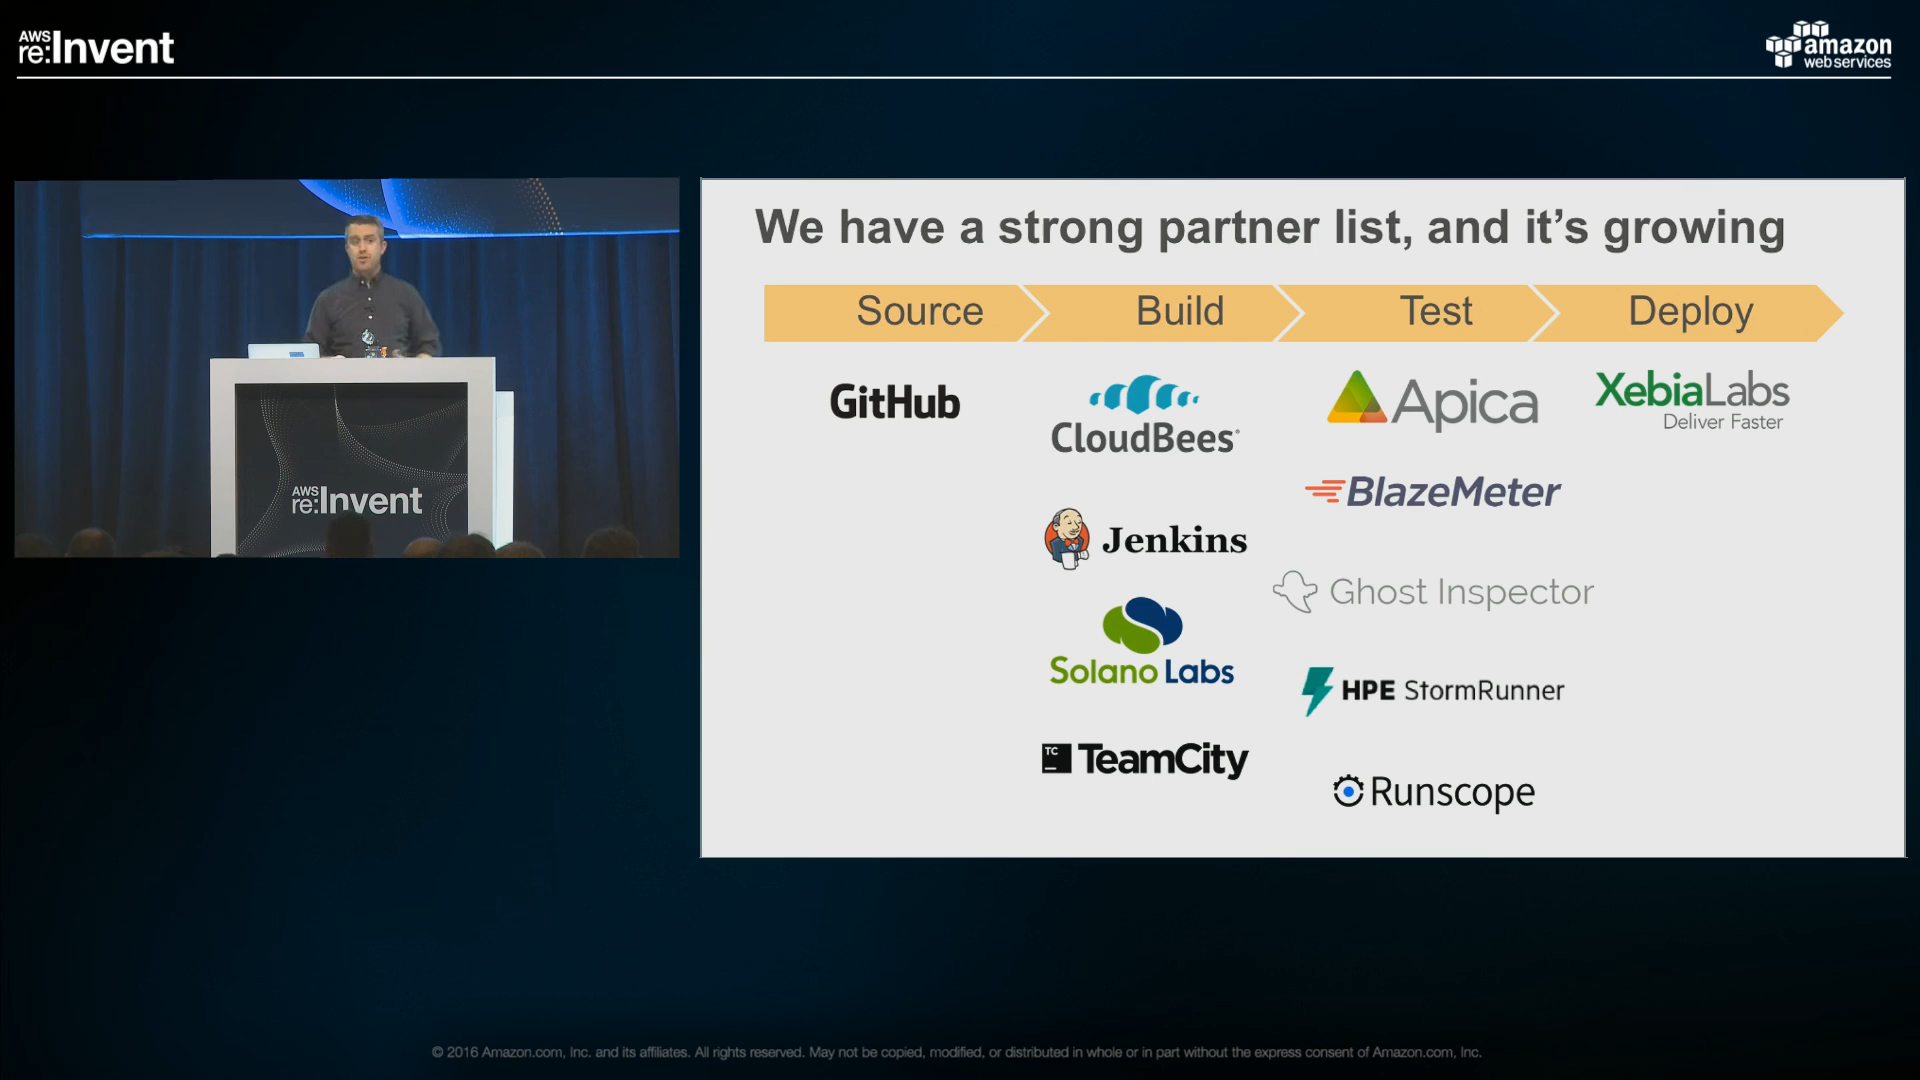 AWS
re:Invent
amazon
web services
AWS
re:Invent
We have a strong partner list, and it's growing
Source Build Test Deploy
GitHub
CloudBees
Jenkins
Solano Labs
TC TeamCity
Apica
BlazeMeter
Ghost Inspector
HPE StormRunner
Runscope
XebiaLabs
Deliver Faster
© 2016 Amazon.com, Inc. and its affiliates. All rights reserved. May not be copied, modified, or distributed in whole or in part without the express consent of Amazon.com, Inc.